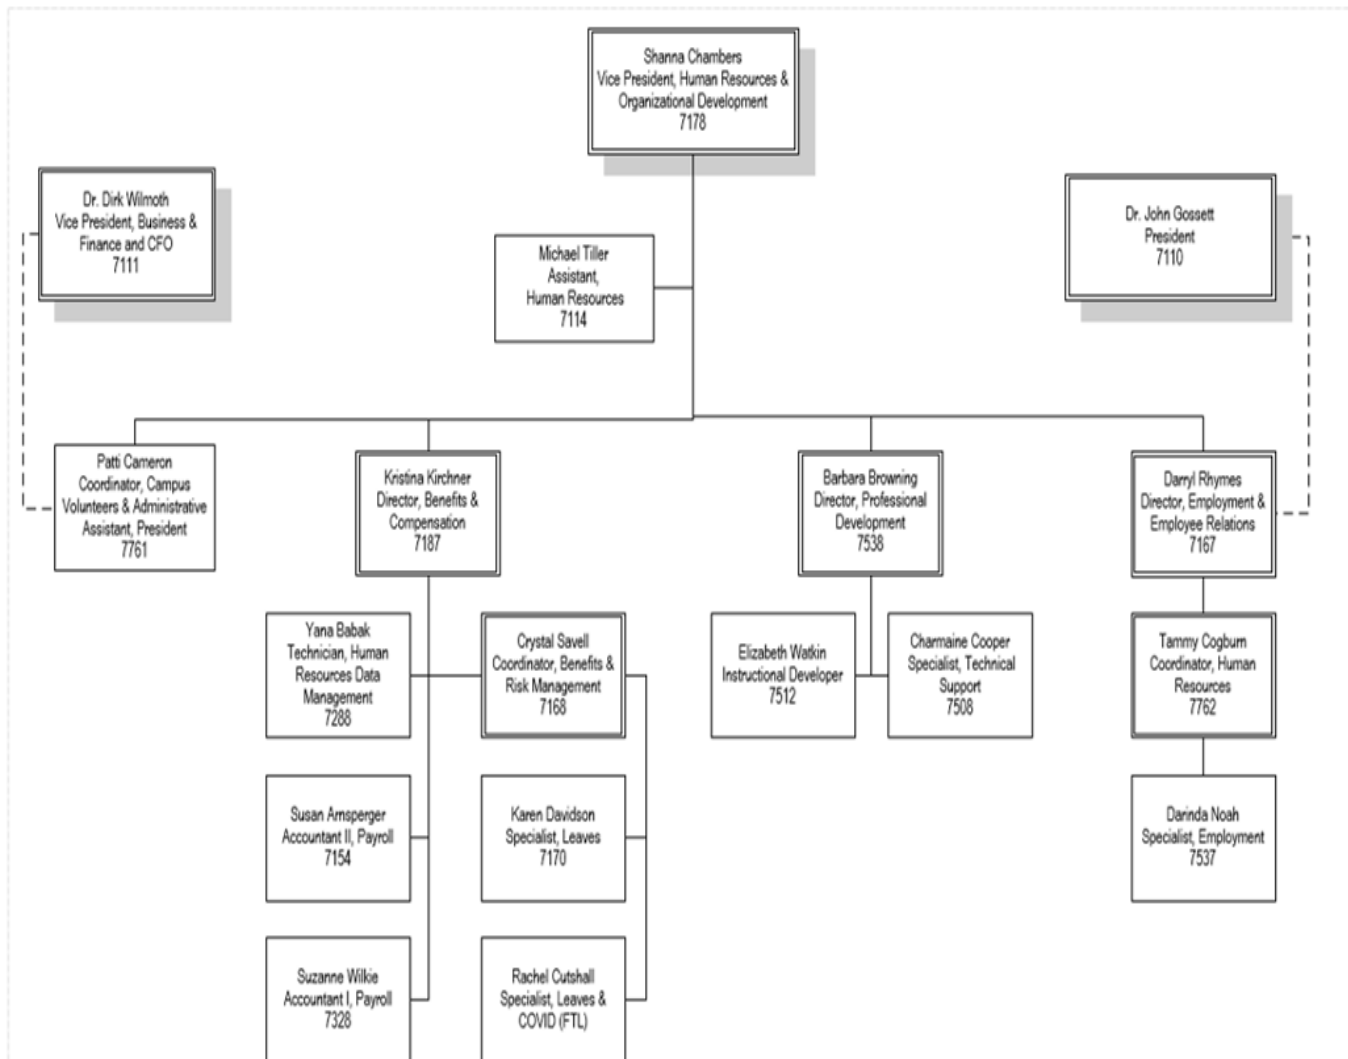 Shanna Chambers
Vice President, Human Resources &
Organizational Development
7178
Dr. Dirk Wilmoth
Vice President, Business &
Finance and CFO
7111
Dr. John Gossett
President
7110
Michael Tiller
Assistant,
Human Resources
7114
Patti Cameron
Coordinator, Campus
Volunteers & Administrative
Assistant, President
7761
Kristina Kirchner
Director, Benefits &
Compensation
7187
Barbara Browning
Director, Professional
Development
7538
Darryl Rhymes
Director, Employment &
Employee Relations
7167
Yana Babak
Technician, Human
Resources Data
Management
7288
Crystal Savell
Coordinator, Benefits &
Risk Management
7168
Elizabeth Watkin
Instructional Developer
7512
Charmaine Cooper
Specialist, Technical
Support
7508
Tammy Cogburn
Coordinator, Human
Resources
7762
Susan Arnsperger
Accountant II, Payroll
7154
Karen Davidson
Specialist, Leaves
7170
Darinda Noah
Specialist, Employment
7537
Suzanne Wilkie
Accountant I, Payroll
7328
Rachel Cutshall
Specialist, Leaves &
COVID (FTL)